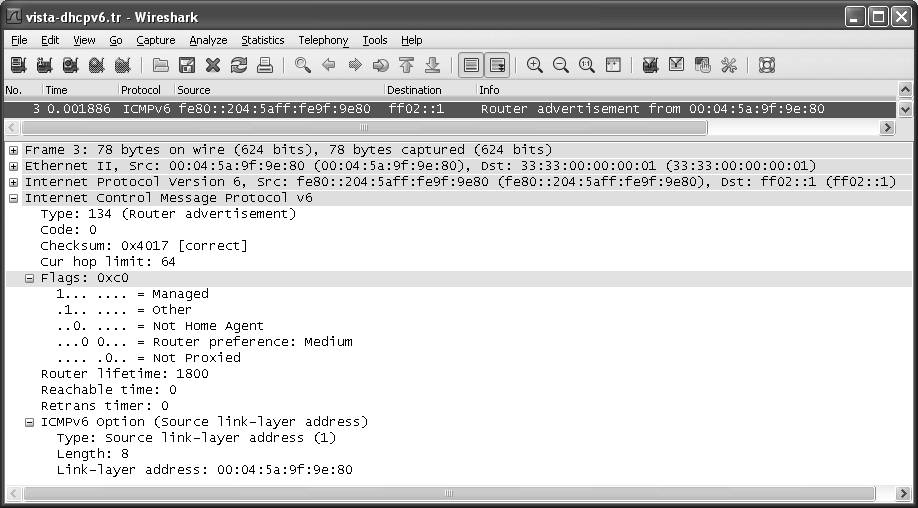 vista-dhcpv6.tr - Wireshark
File Edit View Go Capture Analyze Statistics Telephony Tools Help
1:1
No. Time Protocol Source Destination Info
3 0.001886 ICMPv6 fe80::204:5aff:fe9f:9e80 ff02::1 Router advertisement from 00:04:5a:9f:9e:80
Frame 3: 78 bytes on wire (624 bits), 78 bytes captured (624 bits)
Ethernet II, Src: 00:04:5a:9f:9e:80 (00:04:5a:9f:9e:80), Dst: 33:33:00:00:00:01 (33:33:00:00:00:01)
Internet Protocol Version 6, Src: fe80::204:5aff:fe9f:9e80 (fe80::204:5aff:fe9f:9e80), Dst: ff02::1 (ff02::1)
Internet Control Message Protocol v6
Type: 134 (Router advertisement)
Code: 0
Checksum: 0x4017 [correct]
Cur hop limit: 64
Flags: 0xc0
1... .... = Managed
.1.. .... = Other
..0. .... = Not Home Agent
...0 0... = Router preference: Medium
.... .0.. = Not Proxied
Router lifetime: 1800
Reachable time: 0
Retrans timer: 0
ICMPv6 Option (Source link-layer address)
Type: Source link-layer address (1)
Length: 8
Link-layer address: 00:04:5a:9f:9e:80